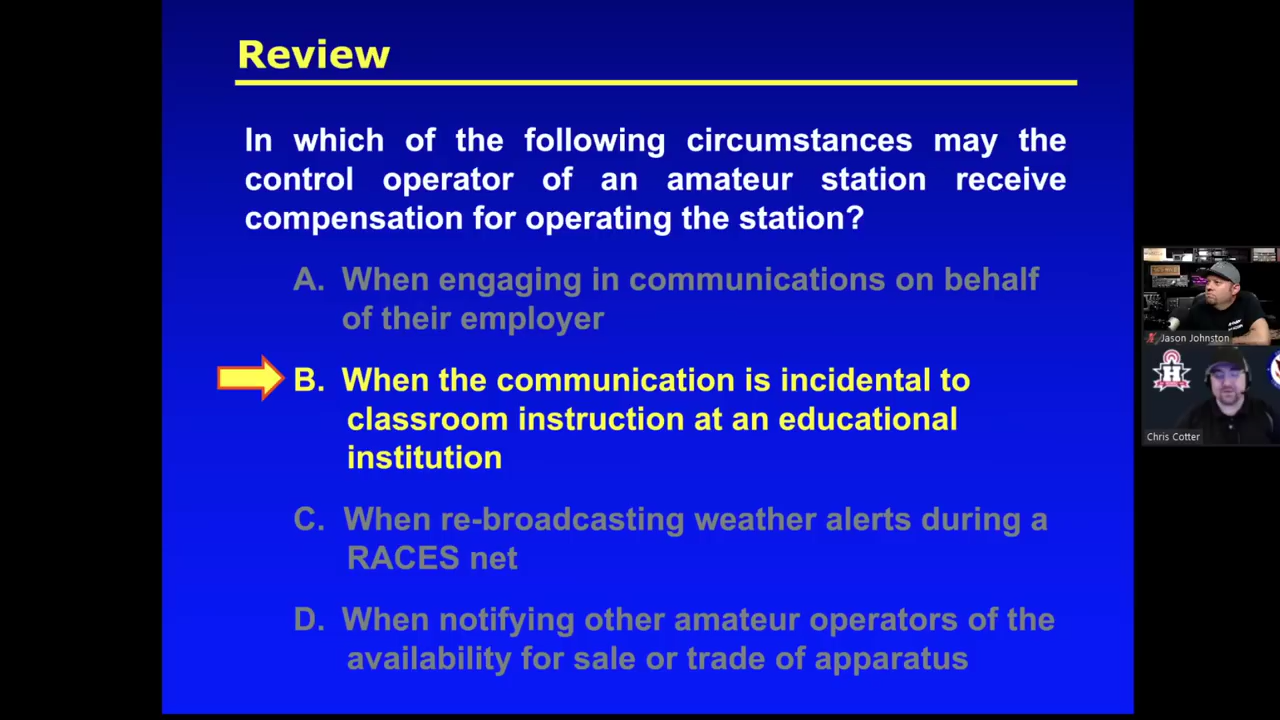 Review
In which of the following circumstances may the
control operator of an amateur station receive
compensation for operating the station?
A. When engaging in communications on behalf
of their employer
B. When the communication is incidental to
classroom instruction at an educational
institution
C. When re-broadcasting weather alerts during a
RACES net
D. When notifying other amateur operators of the
availability for sale or trade of apparatus
Jason Johnston
H
Chris Cotter